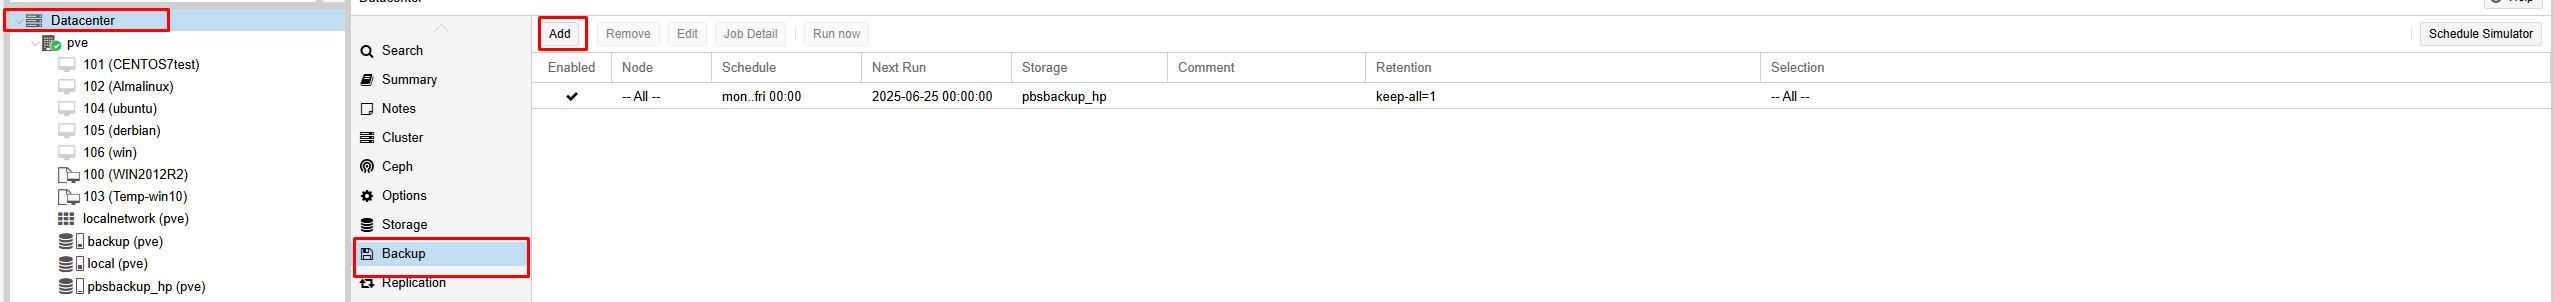 Datacenter
pve
101 (CENTOS7test)
102 (Almalinux)
104 (ubuntu)
105 (derbian)
106 (win)
100 (WIN2012R2)
103 (Temp-win10)
localnetwork (pve)
backup (pve)
local (pve)
pbsbackup_hp (pve)
Datacenter
Help
Search
Summary
Notes
Cluster
Ceph
Options
Storage
Backup
Replication
Add Remove Edit Job Detail Run now Schedule Simulator
Enabled Node Schedule Next Run Storage Comment Retention Selection
-- All -- mon..fri 00:00 2025-06-25 00:00:00 pbsbackup_hp keep-all=1 -- All --